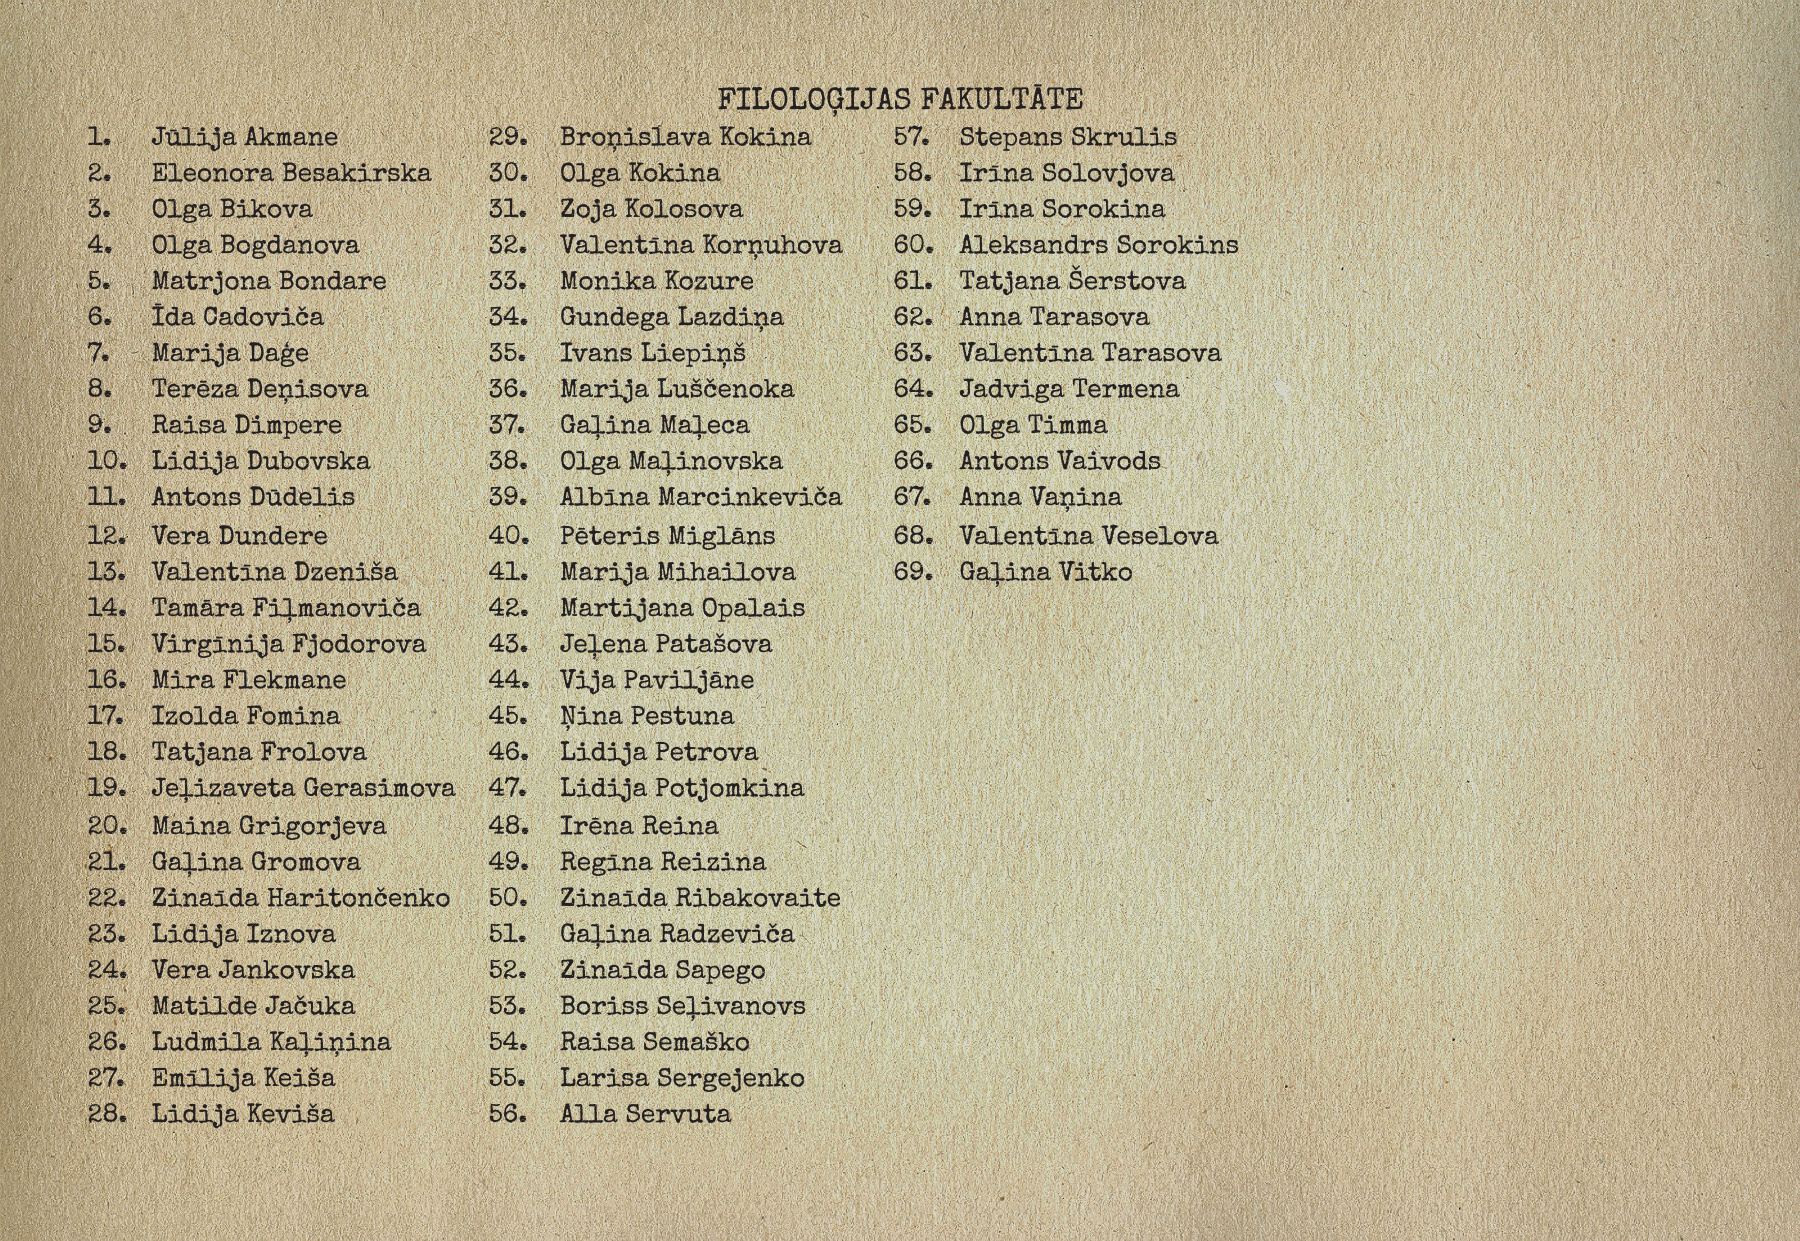 FILOLOĢIJAS FAKULTĀTE
1. Jūlija Akmane
2. Eleonora Besakirska
3. Olga Bikova
4. Olga Bogdanova
5. Matrjona Bondare
6. Īda Cadoviča
7. Marija Daģe
8. Terēza Deņisova
9. Raisa Dimpere
10. Lidija Dubovska
11. Antons Dūdelis
12. Vera Dundere
13. Valentīna Dzeniša
14. Tamāra Fiļmanoviča
15. Virgīnija Fjodorova
16. Mira Flekmane
17. Izolda Fomina
18. Tatjana Frolova
19. Jeļizaveta Gerasimova
20. Maina Grigorjeva
21. Gaļina Gromova
22. Zinaīda Haritončenko
23. Lidija Iznova
24. Vera Jankovska
25. Matilde Jačuka
26. Ludmila Kaļiņina
27. Emīlija Keiša
28. Lidija Keviša
29. Broņislava Kokina
30. Olga Kokina
31. Zoja Kolosova
32. Valentīna Korņuhova
33. Monika Kozure
34. Gundega Lazdiņa
35. Ivans Liepiņš
36. Marija Luščenoka
37. Gaļina Maļeca
38. Olga Maļinovska
39. Albīna Marcinkeviča
40. Pēteris Miglāns
41. Marija Mihailova
42. Martijana Opalais
43. Jeļena Patašova
44. Vija Paviljāne
45. Ņina Pestuna
46. Lidija Petrova
47. Lidija Potjomkina
48. Irēna Reina
49. Regīna Reizina
50. Zinaīda Ribakovaite
51. Gaļina Radzeviča
52. Zinaīda Sapego
53. Boriss Seļivanovs
54. Raisa Semaško
55. Larisa Sergejenko
56. Alla Servuta
57. Stepans Skrulis
58. Irīna Solovjova
59. Irīna Sorokina
60. Aleksandrs Sorokins
61. Tatjana Šerstova
62. Anna Tarasova
63. Valentīna Tarasova
64. Jadviga Termena
65. Olga Timma
66. Antons Vaivods
67. Anna Vaņina
68. Valentīna Veselova
69. Gaļina Vitko